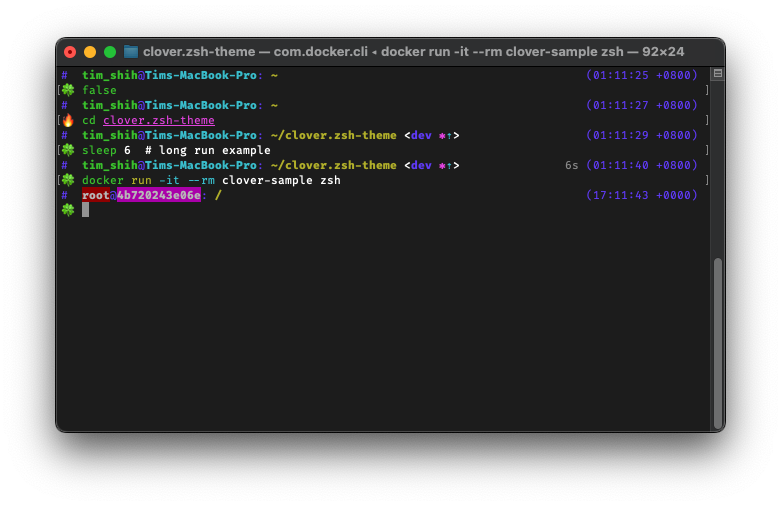 clover.zsh-theme — com.docker.cli ◂ docker run -it --rm clover-sample zsh — 92×24
# tim_shih@Tims-MacBook-Pro: ~ (01:11:25 +0800)
[🍀 false ]
# tim_shih@Tims-MacBook-Pro: ~ (01:11:27 +0800)
[🔥 cd clover.zsh-theme ]
# tim_shih@Tims-MacBook-Pro: ~/clover.zsh-theme <dev ✱↑> (01:11:29 +0800)
[🍀 sleep 6 # long run example ]
# tim_shih@Tims-MacBook-Pro: ~/clover.zsh-theme <dev ✱↑> 6s (01:11:40 +0800)
[🍀 docker run -it --rm clover-sample zsh ]
# root@4b720243e06e: / (17:11:43 +0000)
🍀